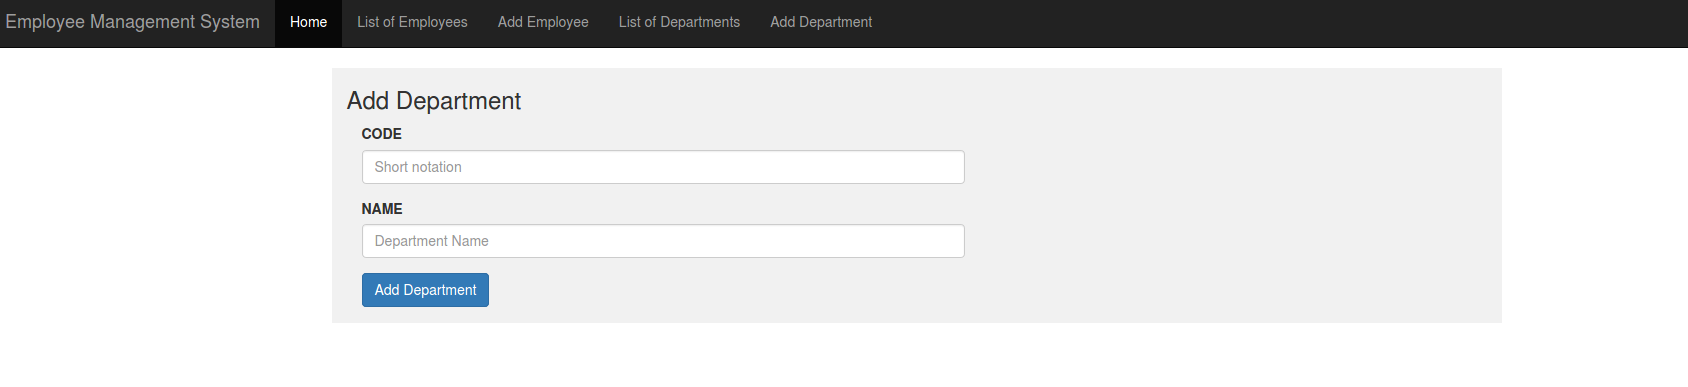 Employee Management System Home List of Employees Add Employee List of Departments Add Department
Add Department
CODE
Short notation
NAME
Department Name
Add Department